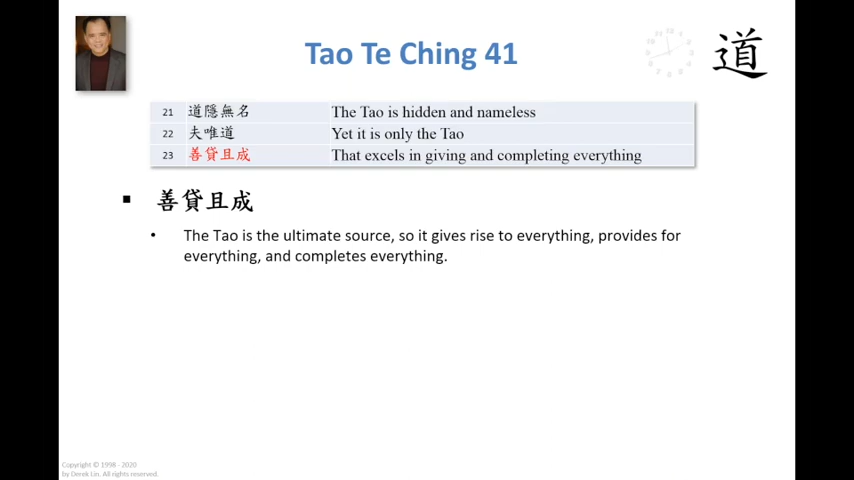 Tao Te Ching 41
道
21 道隱無名 The Tao is hidden and nameless
22 夫唯道 Yet it is only the Tao
23 善貸且成 That excels in giving and completing everything
▪ 善貸且成
• The Tao is the ultimate source, so it gives rise to everything, provides for
everything, and completes everything.
Copyright © 1998 - 2020
by Derek Lin. All rights reserved.